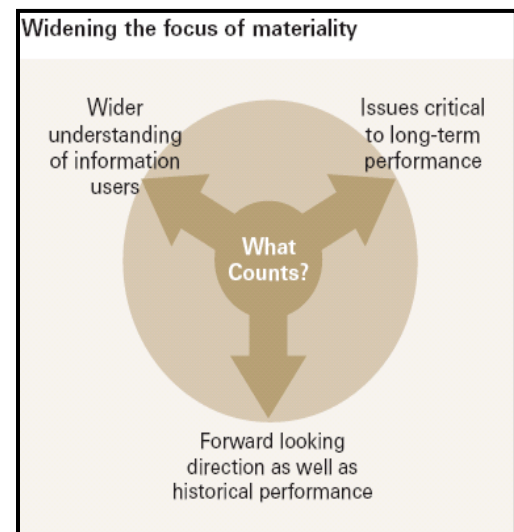 Widening the focus of materiality
Wider
understanding
of information
users
Issues critical
to long-term
performance
What
Counts?
Forward looking
direction as well as
historical performance